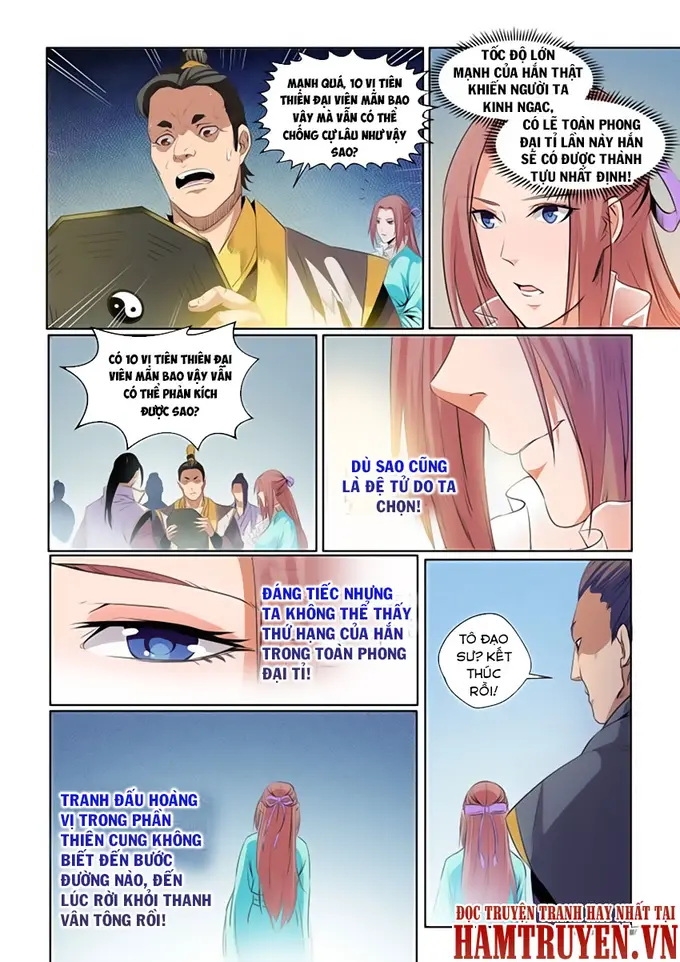 MẠNH QUÁ, 10 VỊ TIÊN
THIÊN ĐẠI VIÊN MẪN BAO
VÂY MÀ VẪN CÓ THỂ
CHỐNG CỰ LÂU NHƯ VẬY
SAO?
TỐC ĐỘ LỚN
MẠNH CỦA HẮN THẬT
KHIẾN NGƯỜI TA
KINH NGẠC,
CÓ LẼ TOÀN PHONG
ĐẠI TỈ LẦN NÀY HẮN
SẼ CÓ ĐƯỢC THÀNH
TỰU NHẤT ĐỊNH!
CÓ 10 VỊ TIÊN THIÊN ĐẠI
VIÊN MẪN BAO VÂY VẪN
CÓ THỂ PHẢN KÍCH
ĐƯỢC SAO?
DÙ SAO CŨNG
LÀ ĐỆ TỬ DO TA
CHỌN!
ĐÁNG TIẾC NHƯNG
TA KHÔNG THỂ THẤY
THỨ HẠNG CỦA HẮN
TRONG TOÀN PHONG
ĐẠI TỈ!
TÔ ĐẠO
SƯ? KẾT
THÚC
RỒI!
TRANH ĐẤU HOÀNG
VỊ TRONG PHẦN
THIÊN CUNG KHÔNG
BIẾT ĐẾN BƯỚC
ĐƯỜNG NÀO, ĐẾN
LÚC RỜI KHỎI THANH
VÂN TÔNG RỒI!
ĐỌC TRUYỆN TRANH HAY NHẤT TẠI
HAMTRUYEN.VN